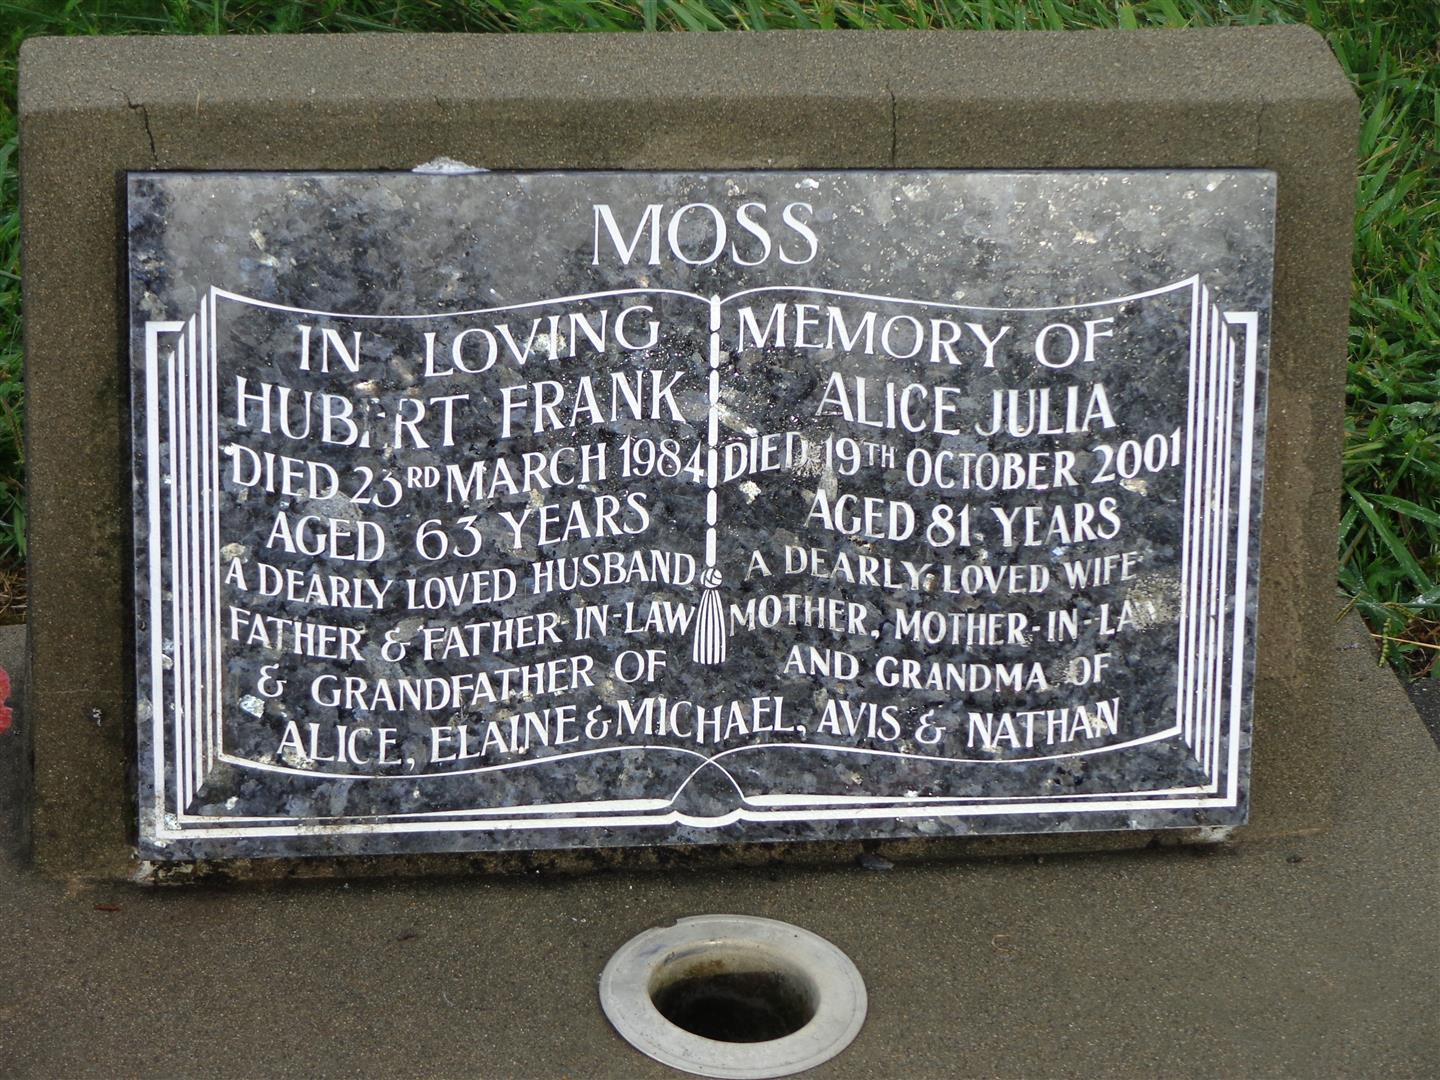 MOSS
IN LOVING MEMORY OF
HUBERT FRANK
DIED 23RD MARCH 1984
AGED 63 YEARS
A DEARLY LOVED HUSBAND
FATHER & FATHER IN-LAW
& GRANDFATHER OF
ALICE JULIA
DIED 19TH OCTOBER 2001
AGED 81 YEARS
A DEARLY LOVED WIFE
MOTHER, MOTHER-IN-LAW
AND GRANDMA OF
ALICE, ELAINE & MICHAEL, AVIS & NATHAN